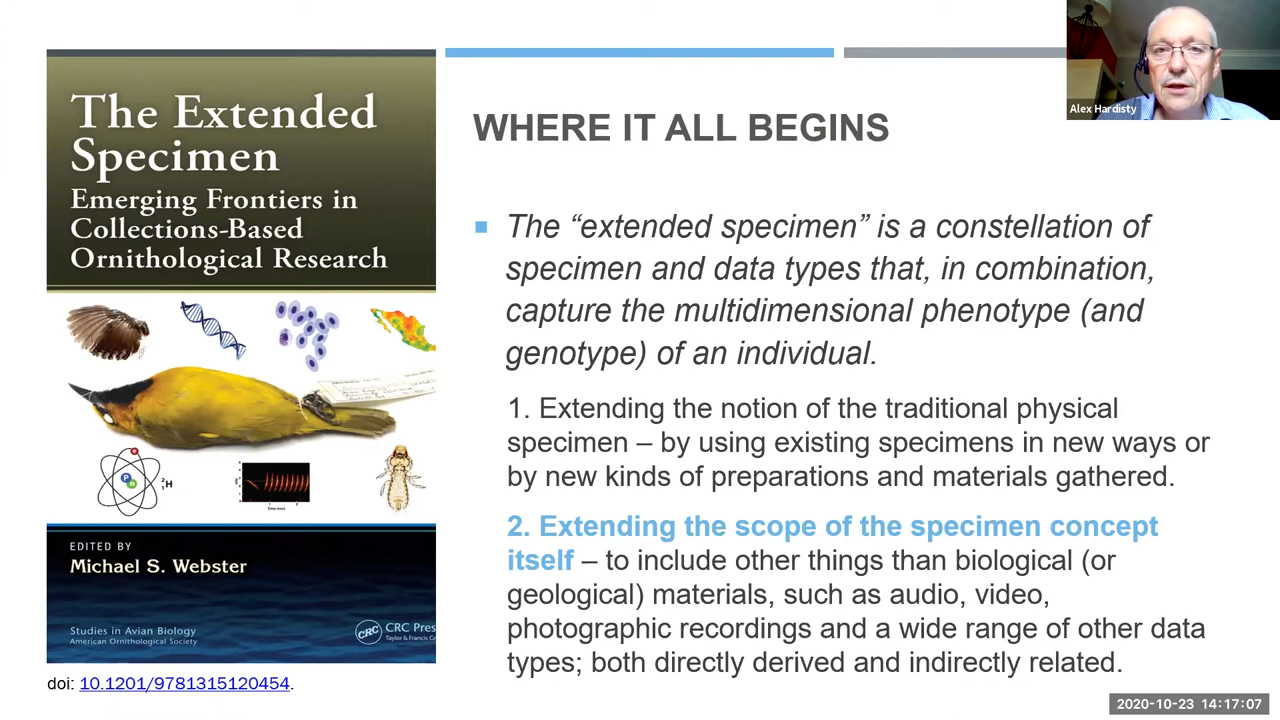 The Extended
Specimen
Emerging Frontiers in
Collections-Based
Ornithological Research
²H
EDITED BY
Michael S. Webster
Studies in Avian Biology
American Ornithological Society
CRC
CRC Pres
Taylor & Francis G
doi: 10.1201/9781315120454.
WHERE IT ALL BEGINS
The “extended specimen” is a constellation of
specimen and data types that, in combination,
capture the multidimensional phenotype (and
genotype) of an individual.
1. Extending the notion of the traditional physical
specimen – by using existing specimens in new ways or
by new kinds of preparations and materials gathered.
2. Extending the scope of the specimen concept
itself – to include other things than biological (or
geological) materials, such as audio, video,
photographic recordings and a wide range of other data
types; both directly derived and indirectly related.
Alex Hardisty
2020-10-23 14:17:07